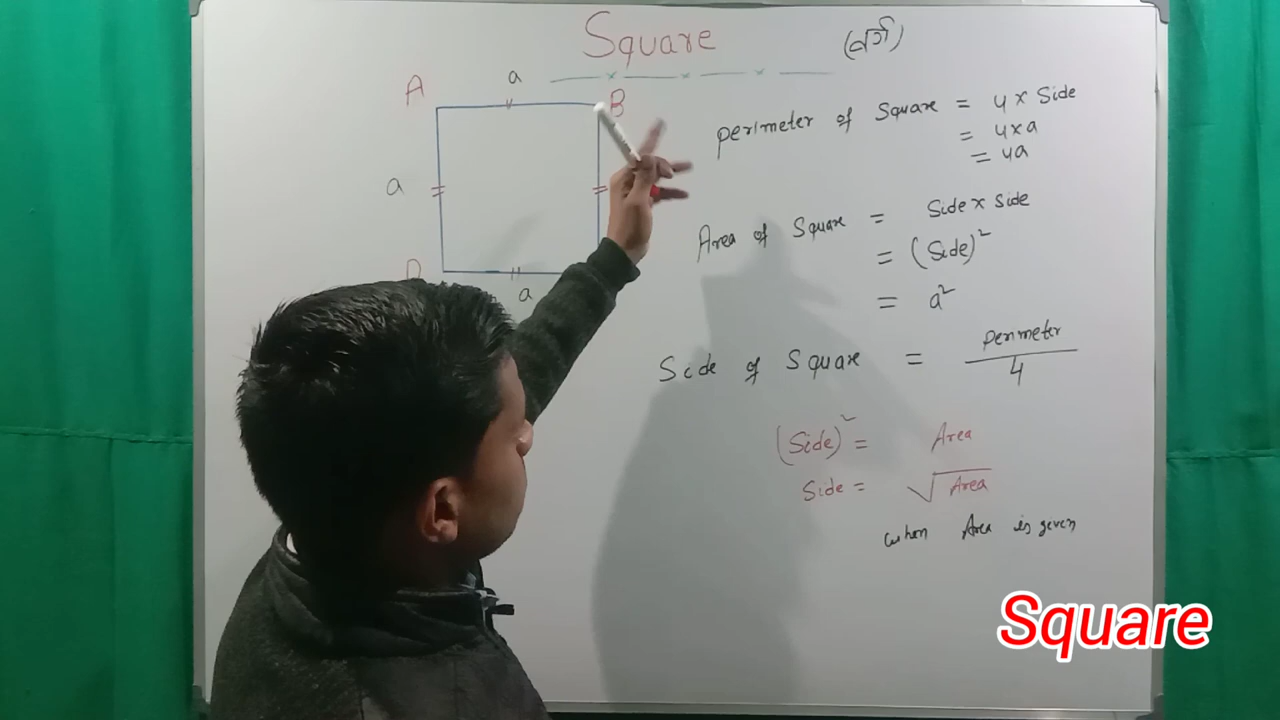 Square (वर्ग)
A a B
a
D
a
perimeter of Square = 4 x Side
= 4xa
= 4a
Area of Square = Side x Side
= (Side)²
= a²
Side of Square = perimeter / 4
(Side)² = Area
Side = √Area
when Area is given
Square